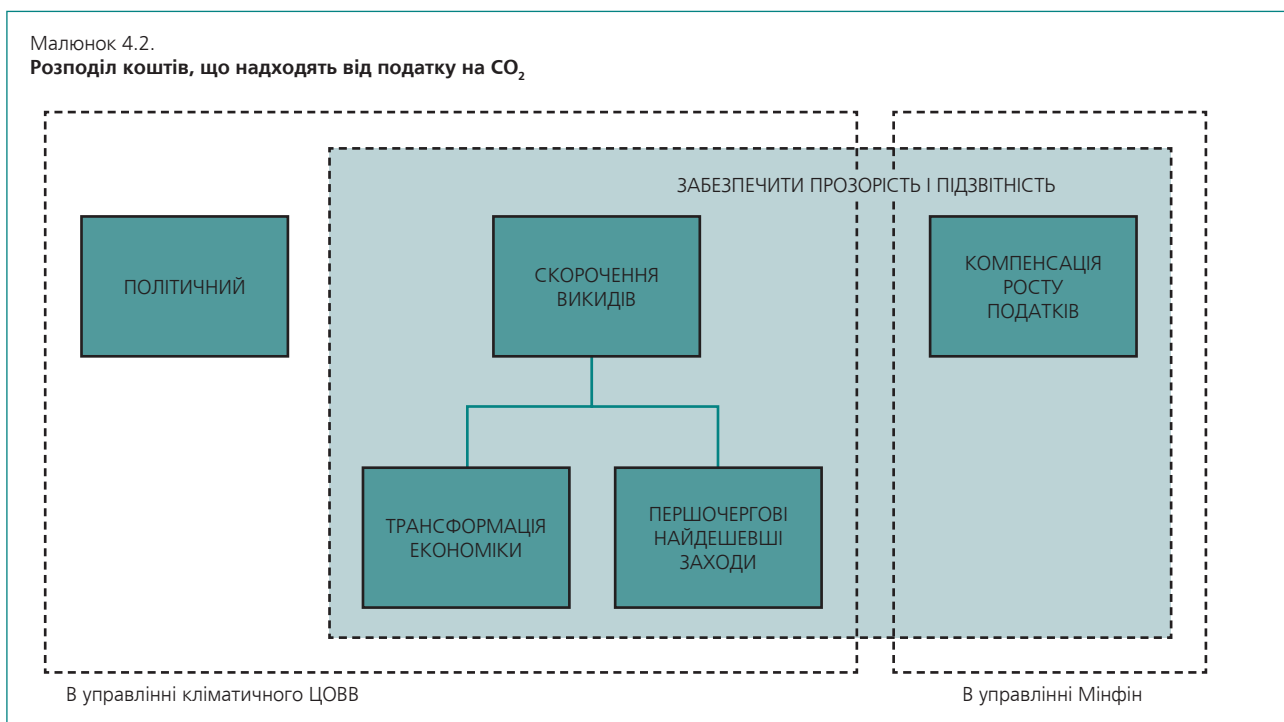 Малюнок 4.2.
Розподіл коштів, що надходять від податку на CO₂
ЗАБЕЗПЕЧИТИ ПРОЗОРІСТЬ І ПІДЗВІТНІСТЬ
ПОЛІТИЧНИЙ
СКОРОЧЕННЯ
ВИКИДІВ
КОМПЕНСАЦІЯ
РОСТУ
ПОДАТКІВ
ТРАНСФОРМАЦІЯ
ЕКОНОМІКИ
ПЕРШОЧЕРГОВІ
НАЙДЕШЕВШІ
ЗАХОДИ
В управлінні кліматичного ЦОВВ
В управлінні Мінфін